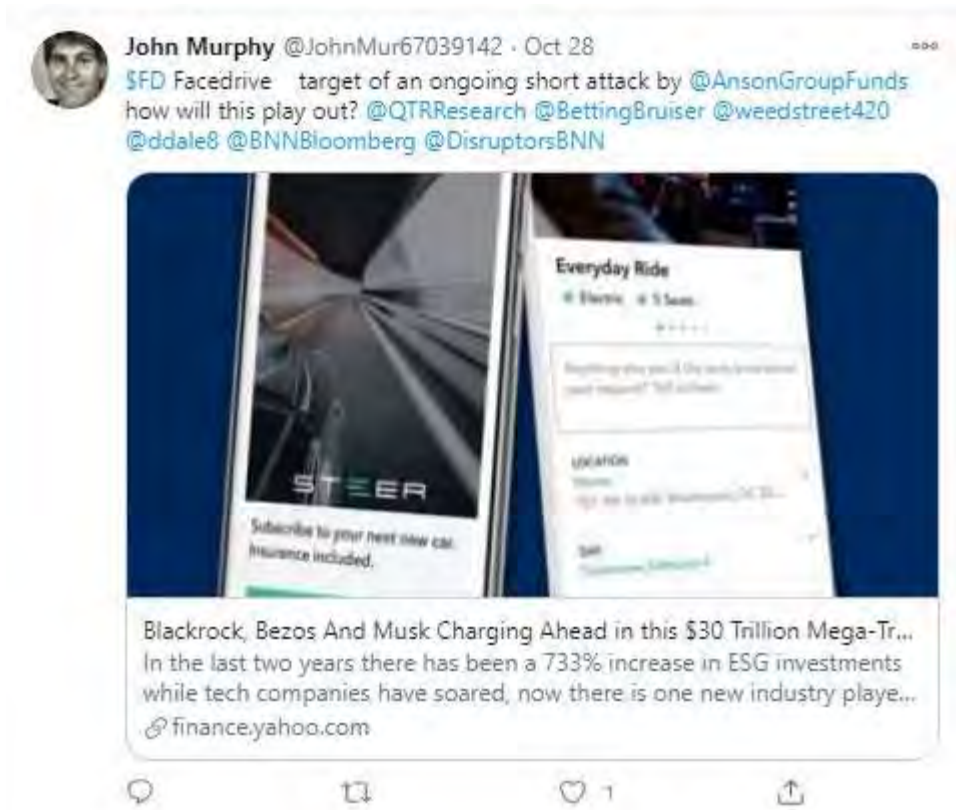 John Murphy @JohnMur67039142 · Oct 28
$FD Facedrive target of an ongoing short attack by @AnsonGroupFunds
how will this play out? @QTRResearch @BettingBruiser @weedstreet420
@ddale8 @BNNBloomberg @DisruptorsBNN
STEER
Subscribe to your next new car.
Insurance included.
Everyday Ride
Electric 5 Seats
LOCATION
Blackrock, Bezos And Musk Charging Ahead in this $30 Trillion Mega-Tr...
In the last two years there has been a 733% increase in ESG investments
while tech companies have soared, now there is one new industry playe...
finance.yahoo.com
1